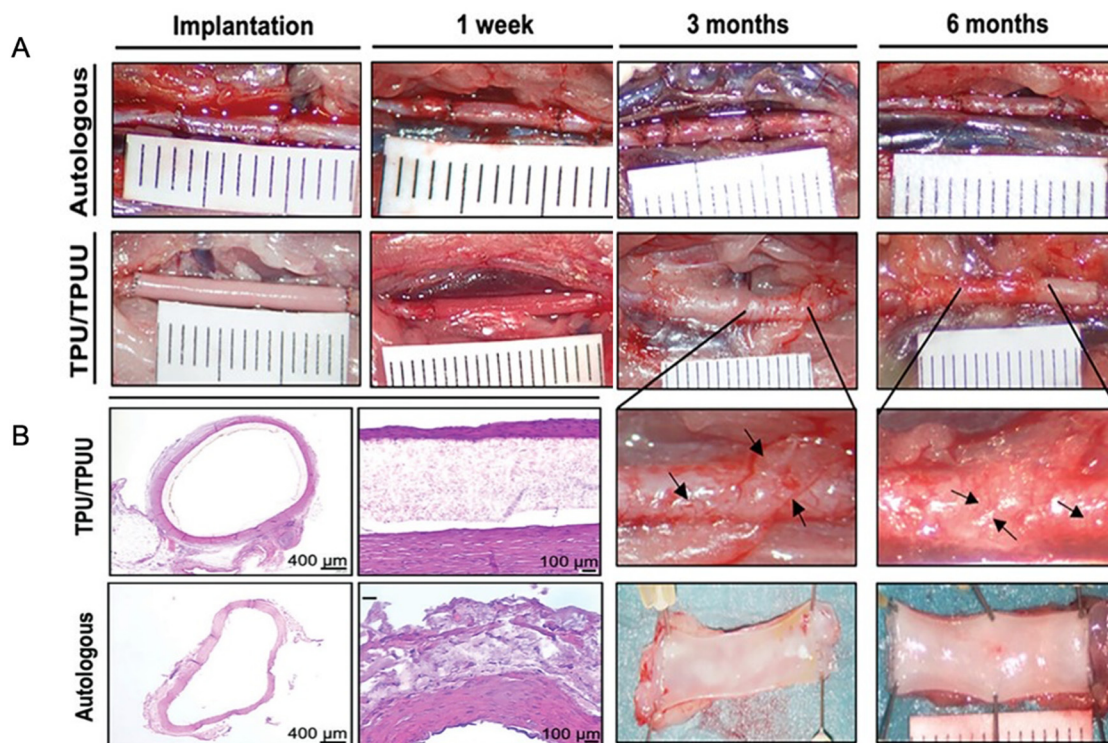 Implantation 1 week 3 months 6 months
A
Autologous
TPU/TPUU
B
TPU/TPUU
400 µm 100 µm
Autologous
400 µm 100 µm